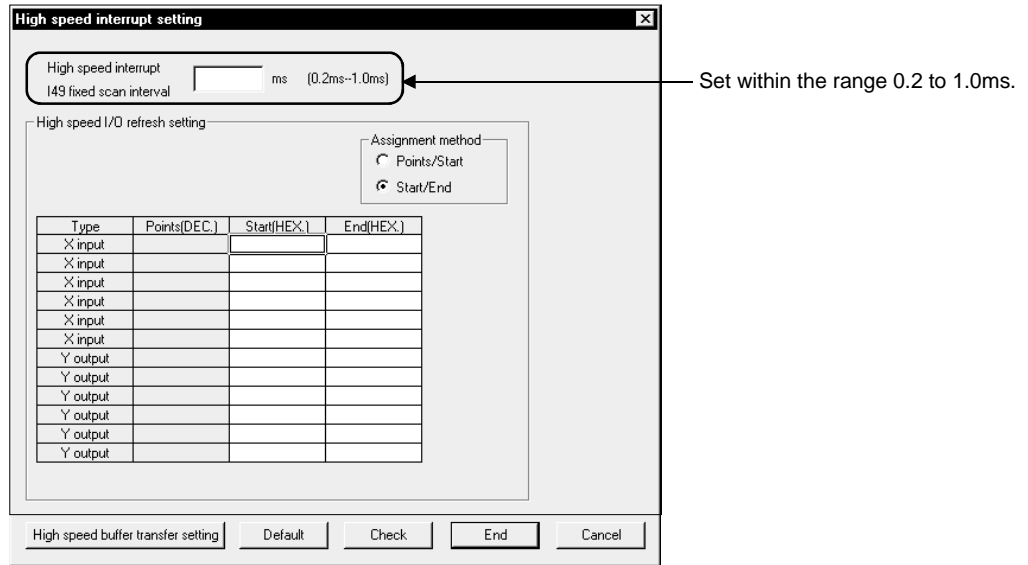 High speed interrupt setting
High speed interrupt
I49 fixed scan interval
ms (0.2ms--1.0ms)
Set within the range 0.2 to 1.0ms.
High speed I/O refresh setting
Assignment method
Points/Start
Start/End
Type Points(DEC.) Start(HEX.) End(HEX.)
X input
X input
X input
X input
X input
X input
Y output
Y output
Y output
Y output
Y output
Y output
High speed buffer transfer setting Default Check End Cancel